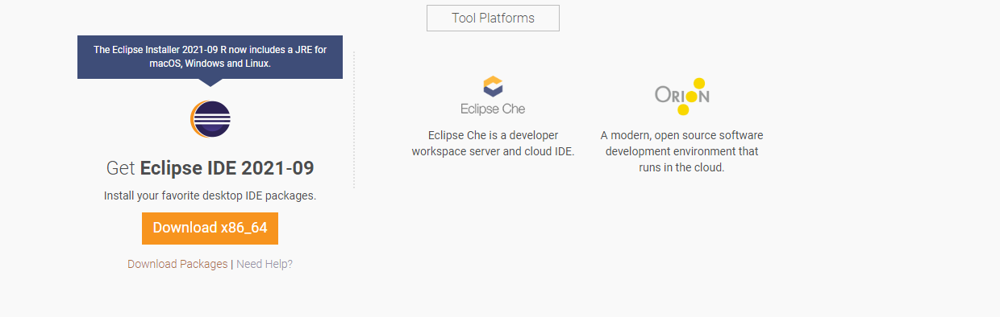 Tool Platforms
The Eclipse Installer 2021-09 R now includes a JRE for
macOS, Windows and Linux.
Get Eclipse IDE 2021-09
Install your favorite desktop IDE packages.
Download x86_64
Download Packages | Need Help?
Eclipse Che
Eclipse Che is a developer
workspace server and cloud IDE.
ORION
A modern, open source software
development environment that
runs in the cloud.